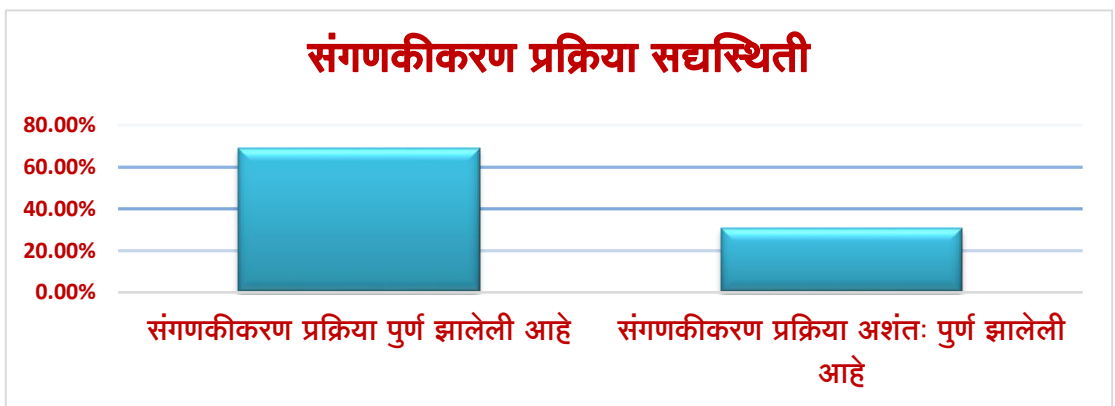 संगणकीकरण प्रक्रिया सद्यस्थिती
80.00%
60.00%
40.00%
20.00%
0.00%
संगणकीकरण प्रक्रिया पुर्ण झालेली आहे
संगणकीकरण प्रक्रिया अशंतः पुर्ण झालेली
आहे